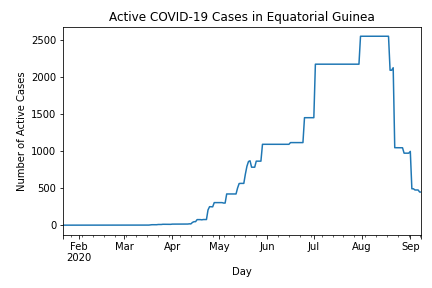 Active COVID-19 Cases in Equatorial Guinea
Number of Active Cases
2500
2000
1500
1000
500
0
Feb Mar Apr May Jun Jul Aug Sep
2020
Day